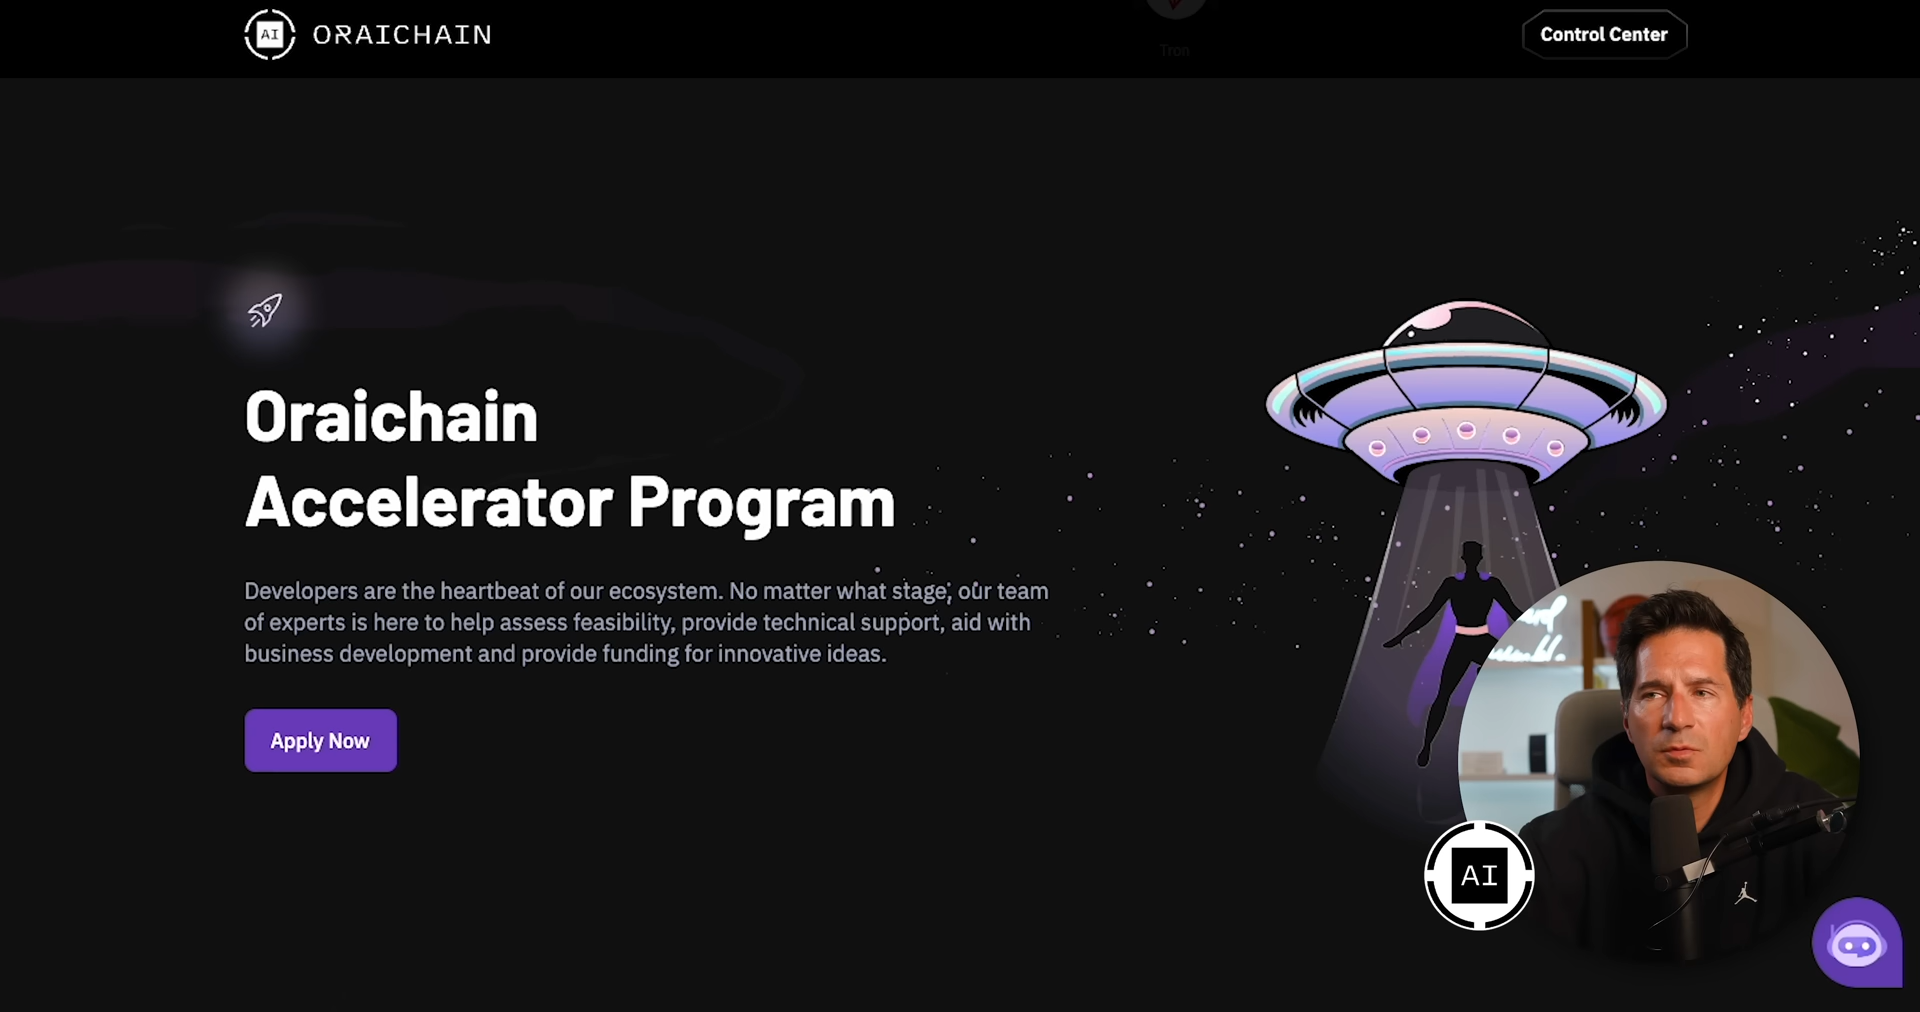 AI ORAICHAIN
Tron
Control Center
Oraichain
Accelerator Program
Developers are the heartbeat of our ecosystem. No matter what stage, our team
of experts is here to help assess feasibility, provide technical support, aid with
business development and provide funding for innovative ideas.
Apply Now
AI